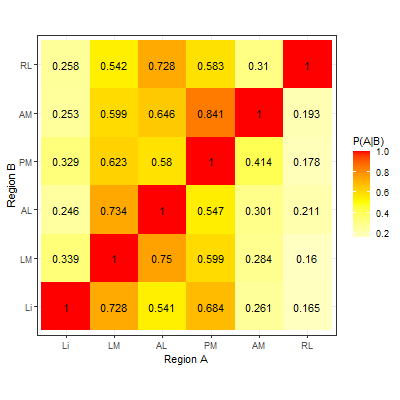 RL 0.258 0.542 0.728 0.583 0.31 1
AM 0.253 0.599 0.646 0.841 1 0.193
PM 0.329 0.623 0.58 1 0.414 0.178
AL 0.246 0.734 1 0.547 0.301 0.211
LM 0.339 1 0.75 0.599 0.284 0.16
Li 1 0.728 0.541 0.684 0.261 0.165
Li LM AL PM AM RL
Region A
Region B
P(A|B)
1.0
0.8
0.6
0.4
0.2